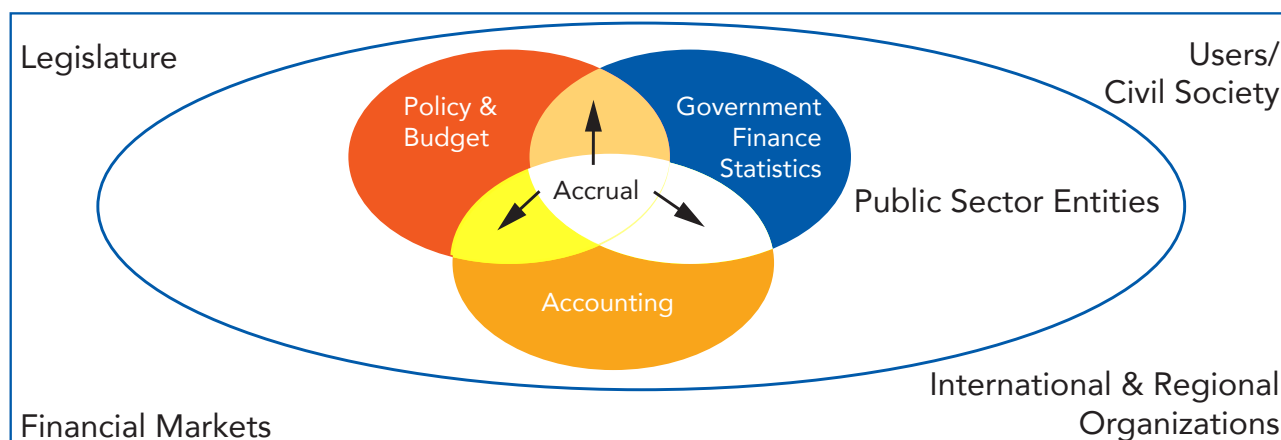 Legislature
Users/
Civil Society
Policy &
Budget
Government
Finance
Statistics
Accrual
Public Sector Entities
Accounting
International & Regional
Organizations
Financial Markets